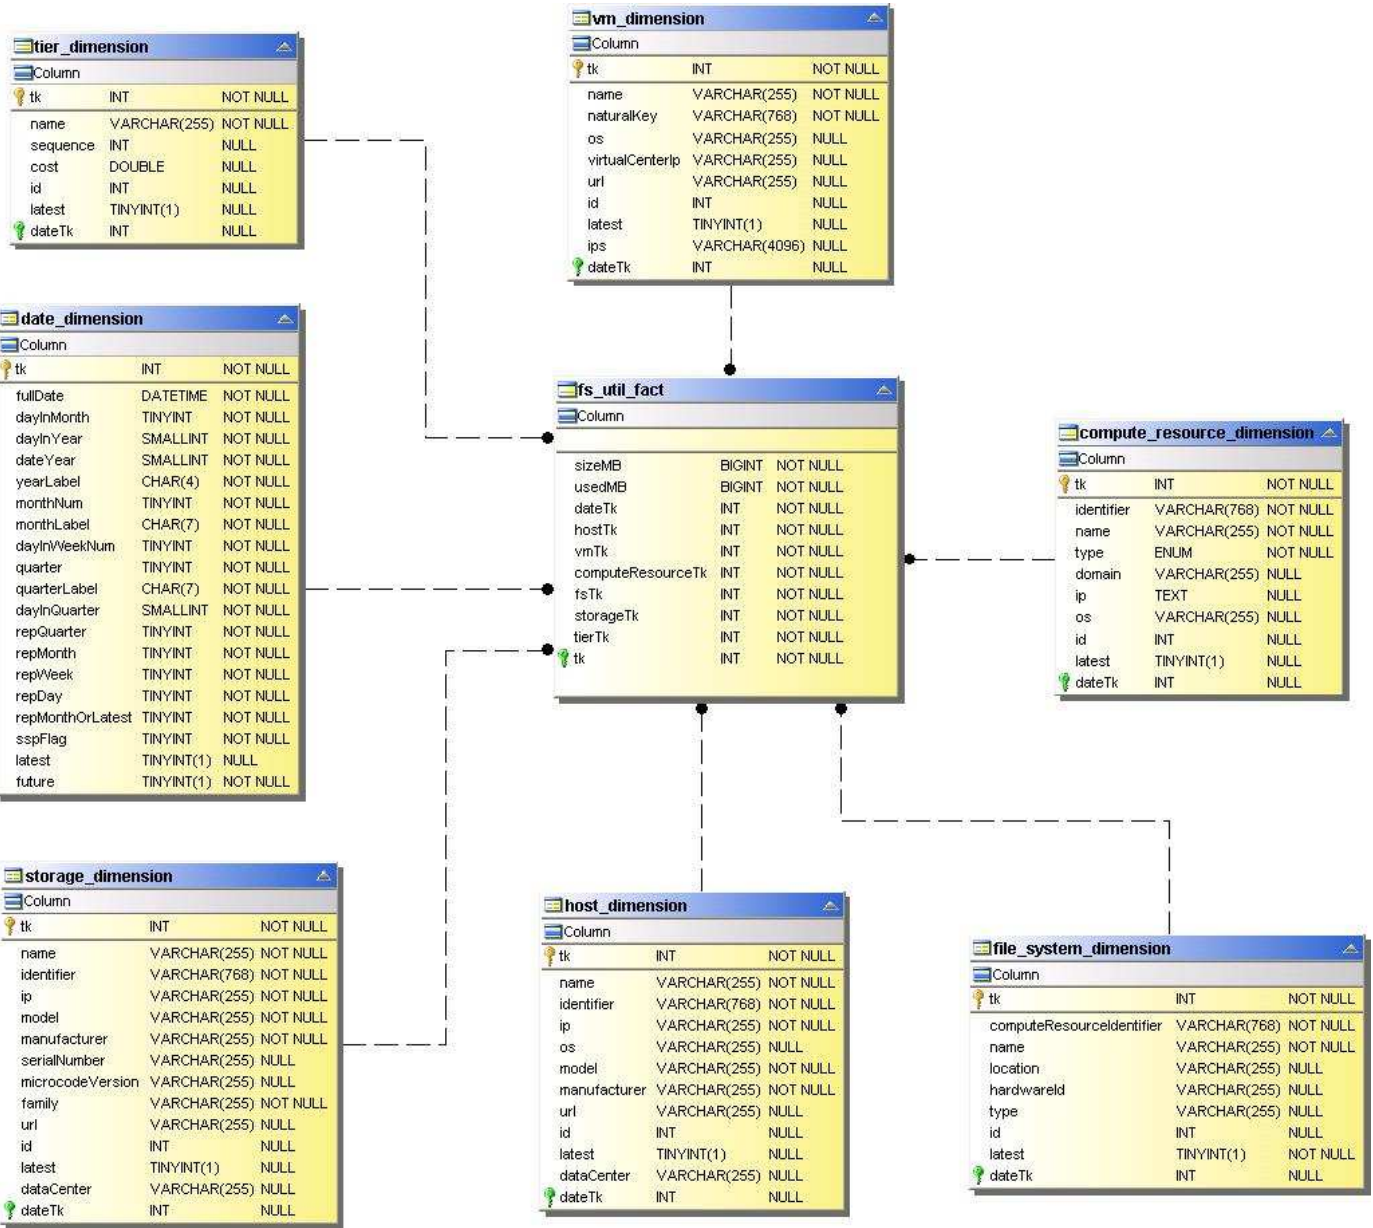 tier_dimension
Column
tk INT NOT NULL
name VARCHAR(255) NOT NULL
sequence INT NULL
cost DOUBLE NULL
id INT NULL
latest TINYINT(1) NULL
dateTk INT NULL
vm_dimension
Column
tk INT NOT NULL
name VARCHAR(255) NOT NULL
naturalKey VARCHAR(768) NOT NULL
os VARCHAR(255) NULL
virtualCenterIp VARCHAR(255) NULL
url VARCHAR(255) NULL
id INT NULL
latest TINYINT(1) NULL
ips VARCHAR(4096) NULL
dateTk INT NULL
date_dimension
Column
tk INT NOT NULL
fullDate DATETIME NOT NULL
dayInMonth TINYINT NOT NULL
dayInYear SMALLINT NOT NULL
dateYear SMALLINT NOT NULL
yearLabel CHAR(4) NOT NULL
monthNum TINYINT NOT NULL
monthLabel CHAR(7) NOT NULL
dayInWeekNum TINYINT NOT NULL
quarter TINYINT NOT NULL
quarterLabel CHAR(7) NOT NULL
dayInQuarter SMALLINT NOT NULL
repQuarter TINYINT NOT NULL
repMonth TINYINT NOT NULL
repWeek TINYINT NOT NULL
repDay TINYINT NOT NULL
repMonthOrLatest TINYINT NOT NULL
sspFlag TINYINT NOT NULL
latest TINYINT(1) NULL
future TINYINT(1) NOT NULL
fs_util_fact
Column
sizeMB BIGINT NOT NULL
usedMB BIGINT NOT NULL
dateTk INT NOT NULL
hostTk INT NOT NULL
vmTk INT NOT NULL
computeResourceTk INT NOT NULL
fsTk INT NOT NULL
storageTk INT NOT NULL
tierTk INT NOT NULL
tk INT NOT NULL
compute_resource_dimension
Column
tk INT NOT NULL
identifier VARCHAR(768) NOT NULL
name VARCHAR(255) NOT NULL
type ENUM NOT NULL
domain VARCHAR(255) NULL
ip TEXT NULL
os VARCHAR(255) NULL
id INT NULL
latest TINYINT(1) NULL
dateTk INT NULL
storage_dimension
Column
tk INT NOT NULL
name VARCHAR(255) NOT NULL
identifier VARCHAR(768) NOT NULL
ip VARCHAR(255) NOT NULL
model VARCHAR(255) NOT NULL
manufacturer VARCHAR(255) NOT NULL
serialNumber VARCHAR(255) NULL
microcodeVersion VARCHAR(255) NULL
family VARCHAR(255) NOT NULL
url VARCHAR(255) NULL
id INT NULL
latest TINYINT(1) NULL
dataCenter VARCHAR(255) NULL
dateTk INT NULL
host_dimension
Column
tk INT NOT NULL
name VARCHAR(255) NOT NULL
identifier VARCHAR(768) NOT NULL
ip VARCHAR(255) NOT NULL
os VARCHAR(255) NULL
model VARCHAR(255) NOT NULL
manufacturer VARCHAR(255) NOT NULL
url VARCHAR(255) NULL
id INT NULL
latest TINYINT(1) NULL
dataCenter VARCHAR(255) NULL
dateTk INT NULL
file_system_dimension
Column
tk INT NOT NULL
computeResourceIdentifier VARCHAR(768) NOT NULL
name VARCHAR(255) NOT NULL
location VARCHAR(255) NULL
hardwareId VARCHAR(255) NULL
type VARCHAR(255) NULL
id INT NULL
latest TINYINT(1) NOT NULL
dateTk INT NULL